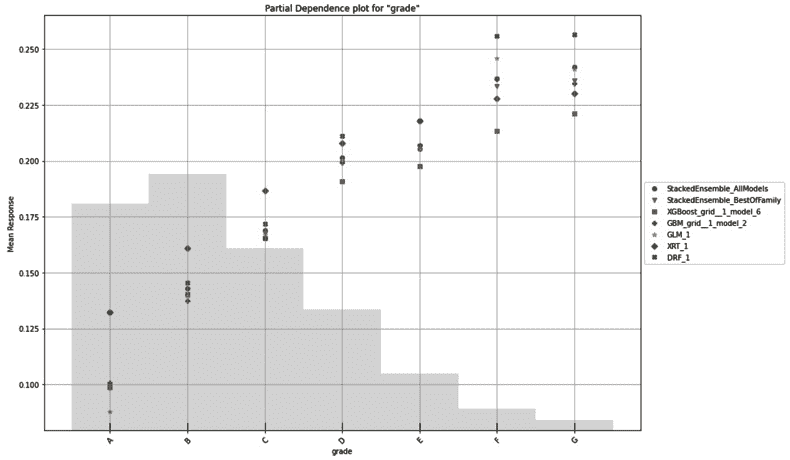 Partial Dependence plot for "grade"
0.250
0.225
0.200
0.175
0.150
0.125
0.100
Mean Response
A
B
C
D
E
F
G
grade
StackedEnsemble_AllModels
StackedEnsemble_BestOfFamily
XGBoost_grid__1_model_6
GBM_grid__1_model_2
GLM_1
XRT_1
DRF_1